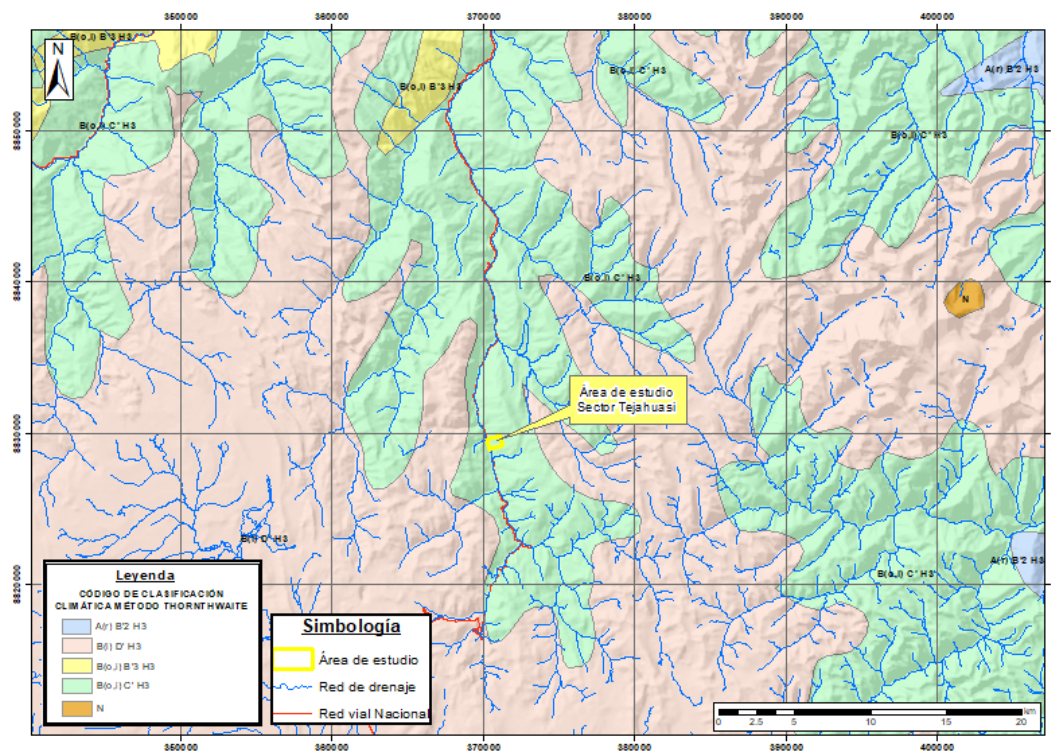 350000 360000 370000 380000 390000 400000
B(o,i) B'3 H3
N
B(o,i) B'3 H3
B(o,i) C' H3
A(r) B'2 H3
B(o,i) C' H3
B(o,i) C' H3
8850000
B(o,i) C' H3
8840000
N
Área de estudio
Sector Tejahuasi
8830000
B(i) D' H3
A(r) B'2 H3
B(o,i) C' H3
8820000
Leyenda
CÓDIGO DE CLASIFICACIÓN
CLIMÁTICA MÉTODO THORNTHWAITE
A(r) B'2 H3
B(i) D' H3
B(o,i) B'3 H3
B(o,i) C' H3
N
Simbología
Área de estudio
Red de drenaje
Red vial Nacional
km
0 2.5 5 10 15 20
350000 360000 370000 380000 390000 400000